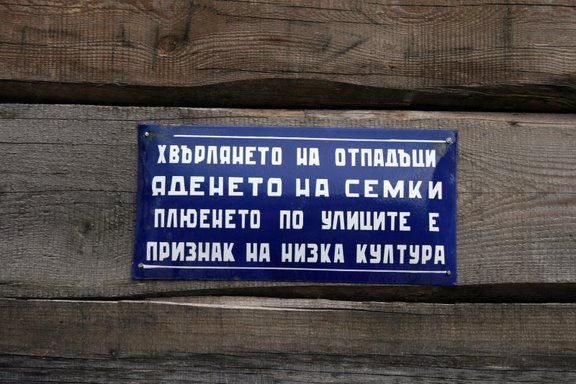 ХВЪРЛЯНЕТО НА ОТПАДЪЦИ
ЯДЕНЕТО НА СЕМКИ
ПЛЮЕНЕТО ПО УЛИЦИТЕ Е
ПРИЗНАК НА НИЗКА КУЛТУРА